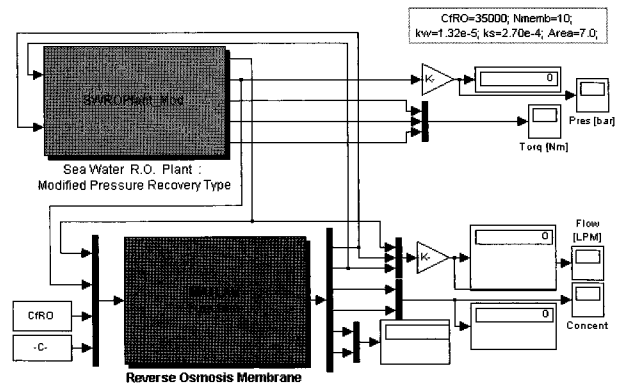 CfRO=35000; Nmemb=10;
kw=1.32e-5; ks=2.70e-4; Area=7.0;
K-
0
Pres [bar]
SWROPlant_Mod
Torq [Nm]
Sea Water R.O. Plant :
Modified Pressure Recovery Type
Flow
[LPM]
0
K-
CfRO
0
Concent
-C-
Reverse Osmosis Membrane